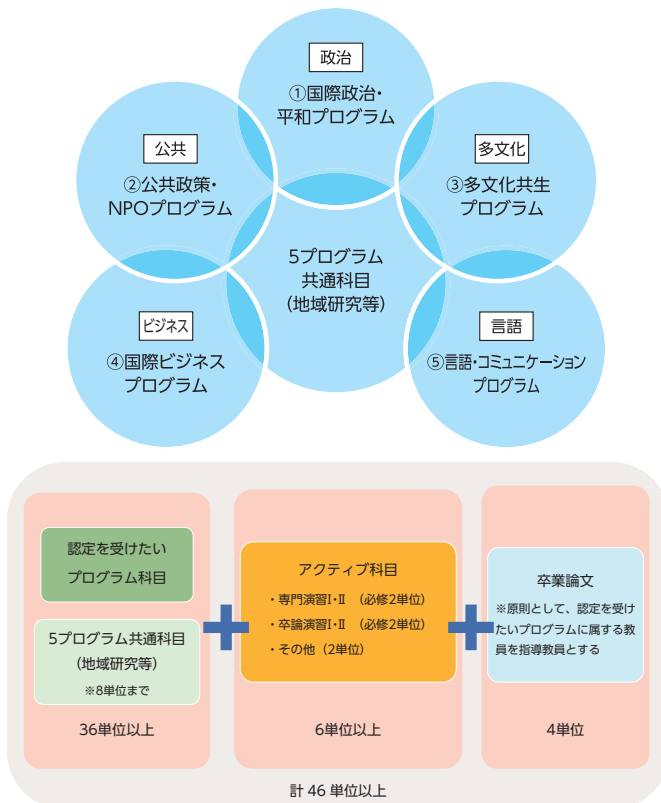 政治
①国際政治・
平和プログラム
公共
②公共政策・
NPOプログラム
多文化
③多文化共生
プログラム
5プログラム
共通科目
(地域研究等)
ビジネス
④国際ビジネス
プログラム
言語
⑤言語・コミュニケーション
プログラム
認定を受けたい
プログラム科目
5プログラム共通科目
(地域研究等)
※8単位まで
36単位以上
アクティブ科目
・専門演習Ⅰ・Ⅱ (必修2単位)
・卒論演習Ⅰ・Ⅱ (必修2単位)
・その他 (2単位)
6単位以上
卒業論文
※原則として、認定を受け
たいプログラムに属する教
員を指導教員とする
4単位
計 46 単位以上